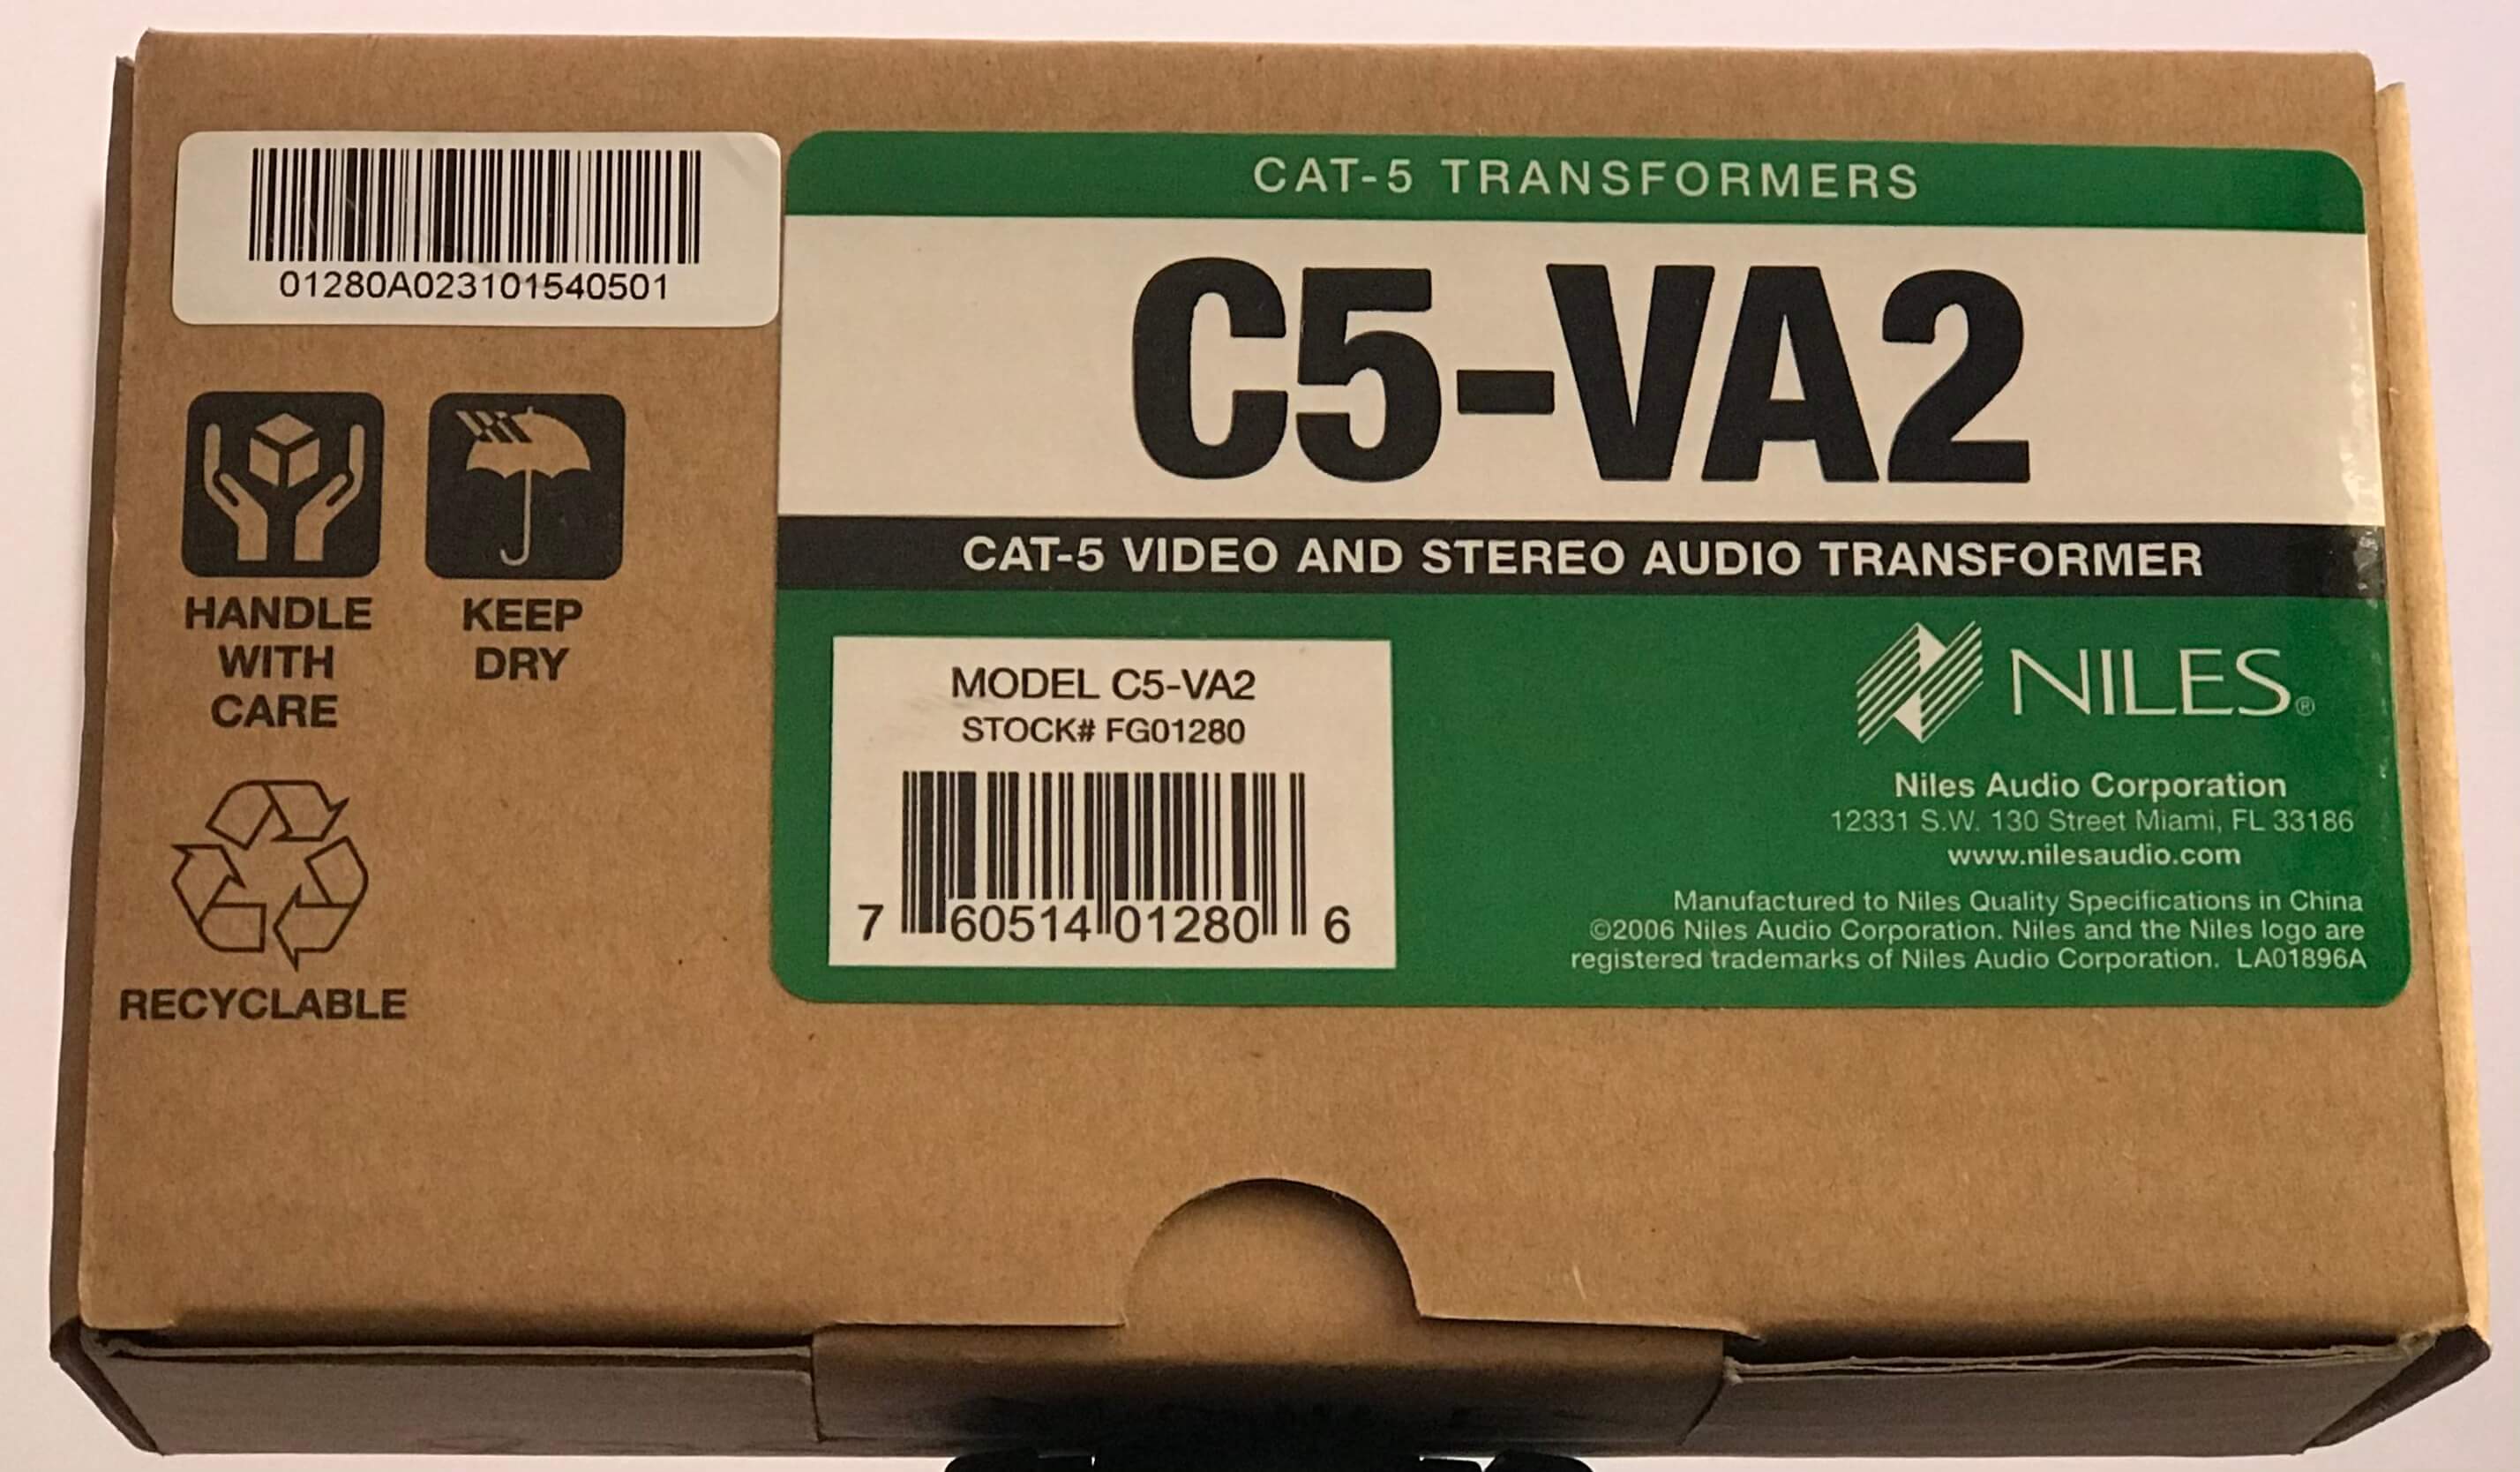 01280A023101540501
HANDLE
WITH
CARE
KEEP
DRY
RECYCLABLE
CAT-5 TRANSFORMERS
C5-VA2
CAT-5 VIDEO AND STEREO AUDIO TRANSFORMER
MODEL C5-VA2
STOCK# FG01280
7 60514 01280 6
NILES®
Niles Audio Corporation
12331 S.W. 130 Street Miami, FL 33186
www.nilesaudio.com
Manufactured to Niles Quality Specifications in China
©2006 Niles Audio Corporation. Niles and the Niles logo are
registered trademarks of Niles Audio Corporation. LA01896A